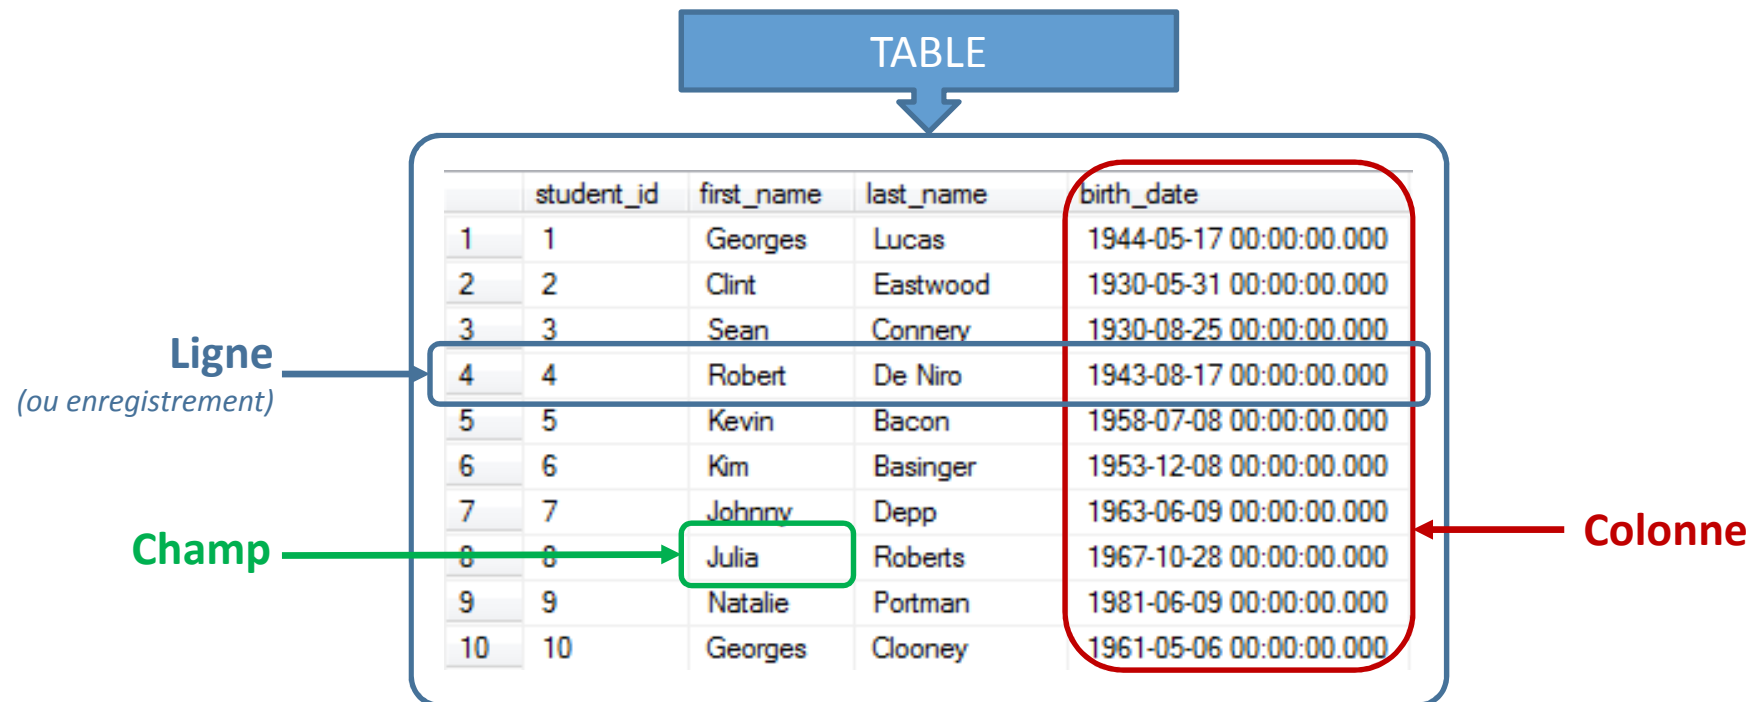 TABLE
student_id first_name last_name birth_date
1 1 Georges Lucas 1944-05-17 00:00:00.000
2 2 Clint Eastwood 1930-05-31 00:00:00.000
3 3 Sean Connery 1930-08-25 00:00:00.000
Ligne
(ou enregistrement)
4 4 Robert De Niro 1943-08-17 00:00:00.000
5 5 Kevin Bacon 1958-07-08 00:00:00.000
6 6 Kim Basinger 1953-12-08 00:00:00.000
7 7 Johnny Depp 1963-06-09 00:00:00.000
Colonne
Champ
8 8 Julia Roberts 1967-10-28 00:00:00.000
9 9 Natalie Portman 1981-06-09 00:00:00.000
10 10 Georges Clooney 1961-05-06 00:00:00.000